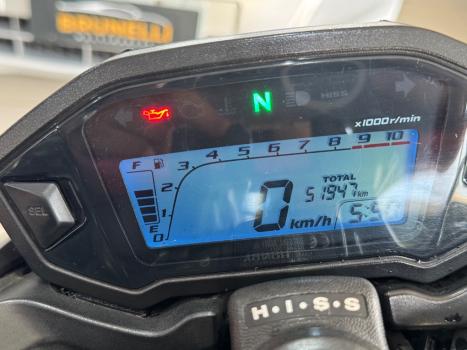 BRUNELLI
N
HISS
x1000r/min
F
3 4 5 6 7 8 9 10
2
TOTAL
SEL
51947 km
1
E
0
0 km/h
H·I·S·S